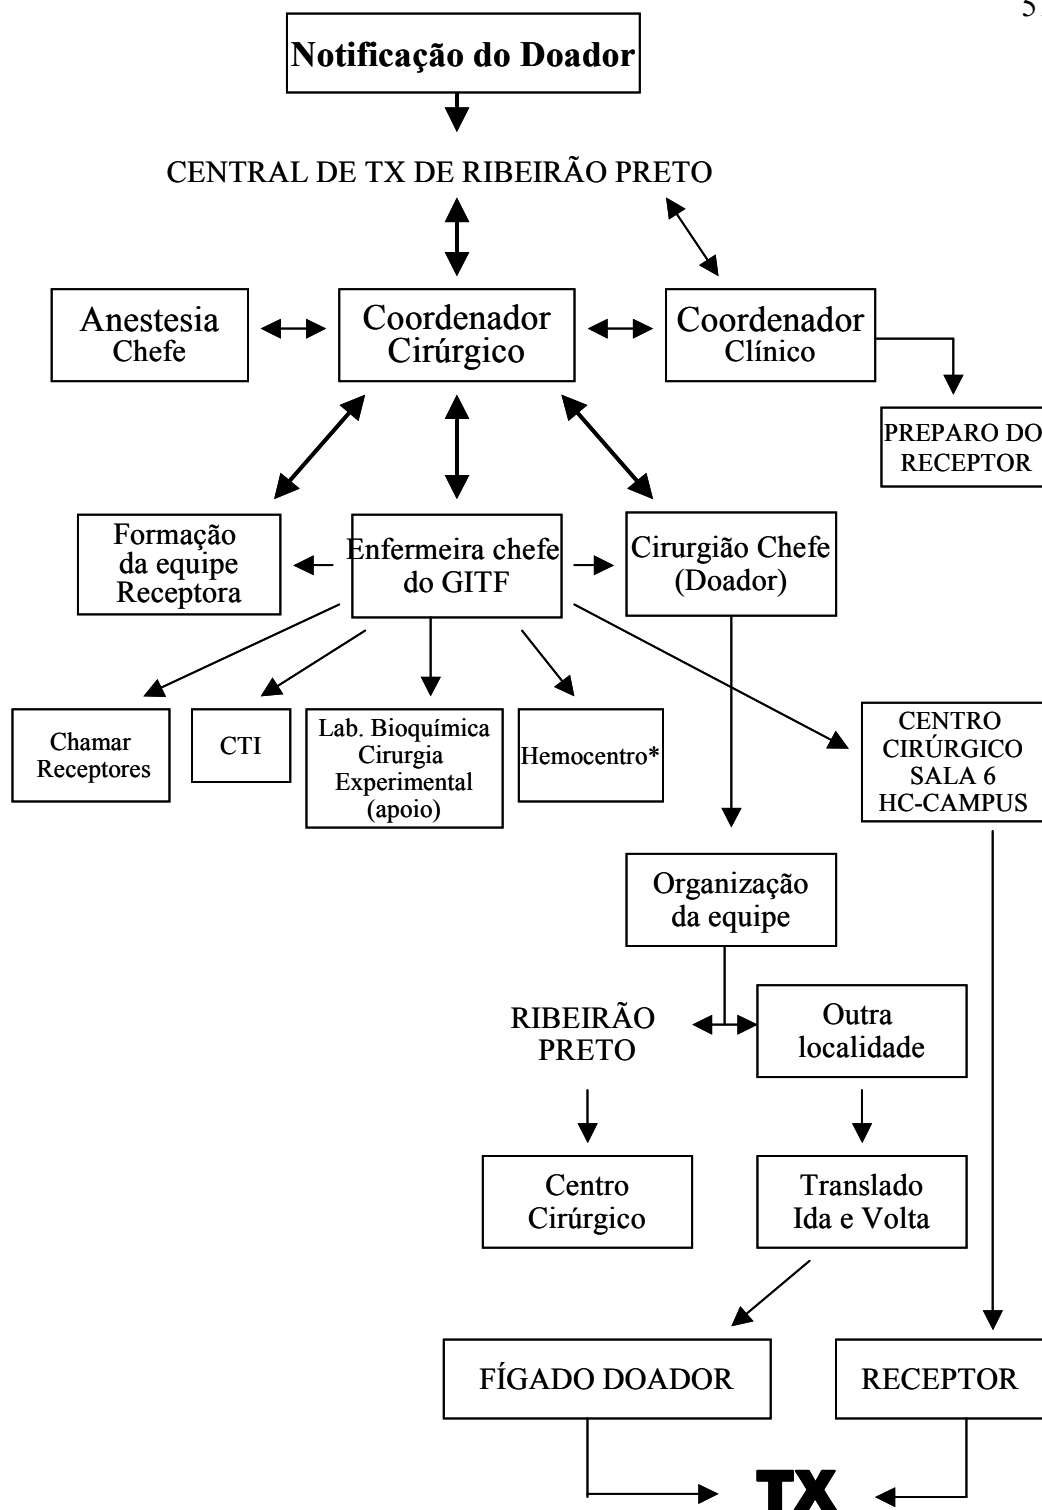 Notificação do Doador
CENTRAL DE TX DE RIBEIRÃO PRETO
Anestesia
Chefe
Coordenador
Cirúrgico
Coordenador
Clínico
PREPARO DO
RECEPTOR
Formação
da equipe
Receptora
Enfermeira chefe
do GITF
Cirurgião Chefe
(Doador)
Chamar
Receptores
CTI
Lab. Bioquímica
Cirurgia
Experimental
(apoio)
Hemocentro*
CENTRO
CIRÚRGICO
SALA 6
HC-CAMPUS
Organização
da equipe
RIBEIRÃO
PRETO
Outra
localidade
Centro
Cirúrgico
Translado
Ida e Volta
FÍGADO DOADOR
RECEPTOR
TX